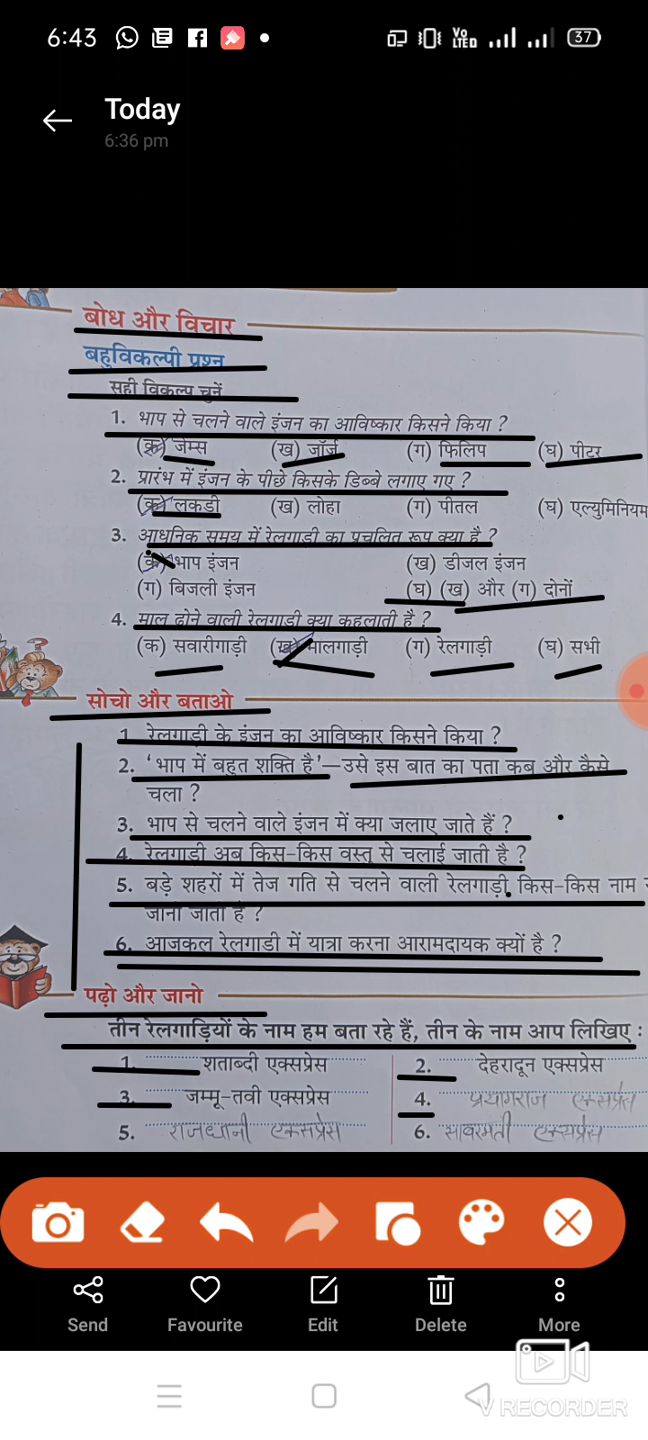 6:43
Vo LTE 37
Today
6:36 pm
बोध और विचार
बहुविकल्पी प्रश्न
सही विकल्प चुनें
1. भाप से चलने वाले इंजन का आविष्कार किसने किया ?
(क) जेम्स (ख) जॉर्ज (ग) फिलिप (घ) पीटर
2. प्रारंभ में इंजन के पीछे किसके डिब्बे लगाए गए ?
(क) लकडी (ख) लोहा (ग) पीतल (घ) एल्युमिनियम
3. आधुनिक समय में रेलगाड़ी का प्रचलित रूप क्या है ?
(क) भाप इंजन (ख) डीजल इंजन
(ग) बिजली इंजन (घ) (ख) और (ग) दोनों
4. माल ढोने वाली रेलगाड़ी क्या कहलाती है ?
(क) सवारीगाड़ी (ख) मालगाड़ी (ग) रेलगाड़ी (घ) सभी
सोचो और बताओ
1. रेलगाड़ी के इंजन का आविष्कार किसने किया ?
2. ‘भाप में बहुत शक्ति है’—उसे इस बात का पता कब और कैसे
चला ?
3. भाप से चलने वाले इंजन में क्या जलाए जाते हैं ?
4. रेलगाड़ी अब किस-किस वस्तु से चलाई जाती है ?
5. बड़े शहरों में तेज गति से चलने वाली रेलगाड़ी किस-किस नाम
जानी जाती है ?
6. आजकल रेलगाड़ी में यात्रा करना आरामदायक क्यों है ?
पढ़ो और जानो
तीन रेलगाड़ियों के नाम हम बता रहे हैं, तीन के नाम आप लिखिए :
1. शताब्दी एक्सप्रेस 2. देहरादून एक्सप्रेस
3. जम्मू-तवी एक्सप्रेस 4. प्रयागराज एक्सप्रेस
5. राजधानी एक्सप्रेस 6. साबरमती एक्सप्रेस
Send Favourite Edit Delete More
V RECORDER